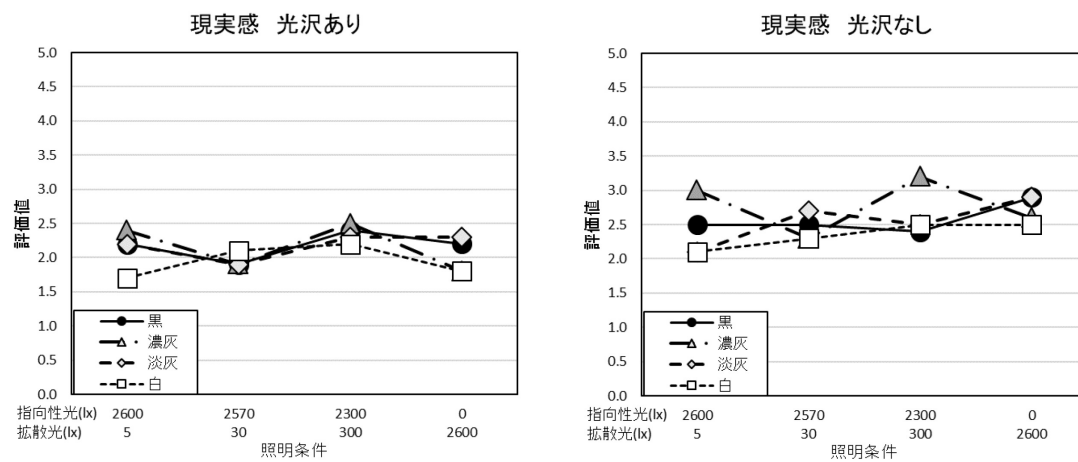 現実感 光沢あり
5.0
4.5
4.0
3.5
3.0
2.5
2.0
1.5
1.0
0.5
0.0
評価値
黒
濃灰
淡灰
白
指向性光(lx) 2600 2570 2300 0
拡散光(lx) 5 30 300 2600
照明条件
現実感 光沢なし
5.0
4.5
4.0
3.5
3.0
2.5
2.0
1.5
1.0
0.5
0.0
評価値
黒
濃灰
淡灰
白
指向性光(lx) 2600 2570 2300 0
拡散光(lx) 5 30 300 2600
照明条件